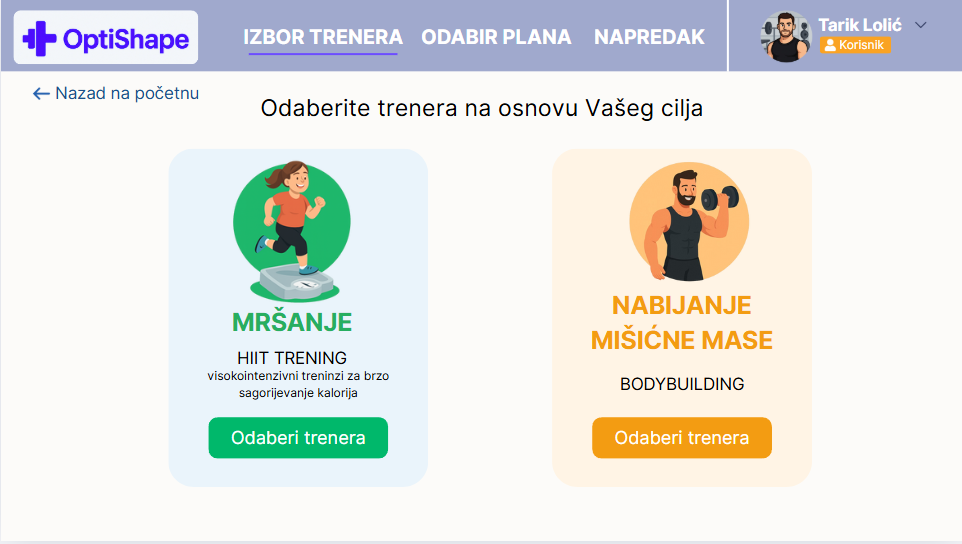 OptiShape
IZBOR TRENERA
ODABIR PLANA
NAPREDAK
Tarik Lolić
Korisnik
Nazad na početnu
Odaberite trenera na osnovu Vašeg cilja
MRŠANJE
HIIT TRENING
visokointenzivni treninzi za brzo
sagorijevanje kalorija
Odaberi trenera
NABIJANJE
MIŠIĆNE MASE
BODYBUILDING
Odaberi trenera